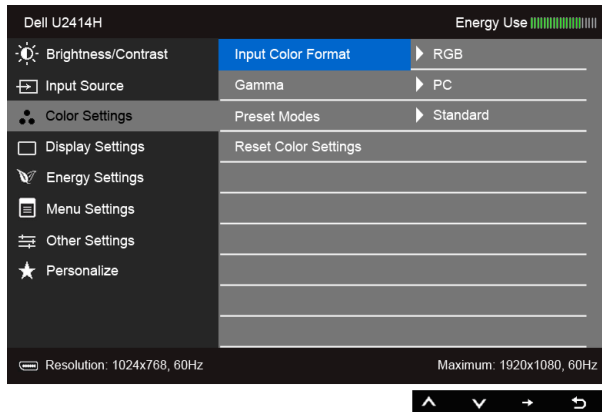 Dell U2414H Energy Use
Brightness/Contrast Input Color Format RGB
Input Source Gamma PC
Color Settings Preset Modes Standard
Display Settings Reset Color Settings
Energy Settings
Menu Settings
Other Settings
Personalize
Resolution: 1024x768, 60Hz Maximum: 1920x1080, 60Hz